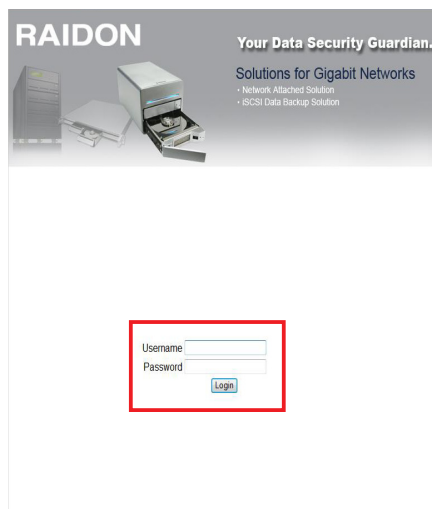 RAIDON
Your Data Security Guardian.
Solutions for Gigabit Networks
• Network Attached Solution
• iSCSI Data Backup Solution
Username
Password
Login